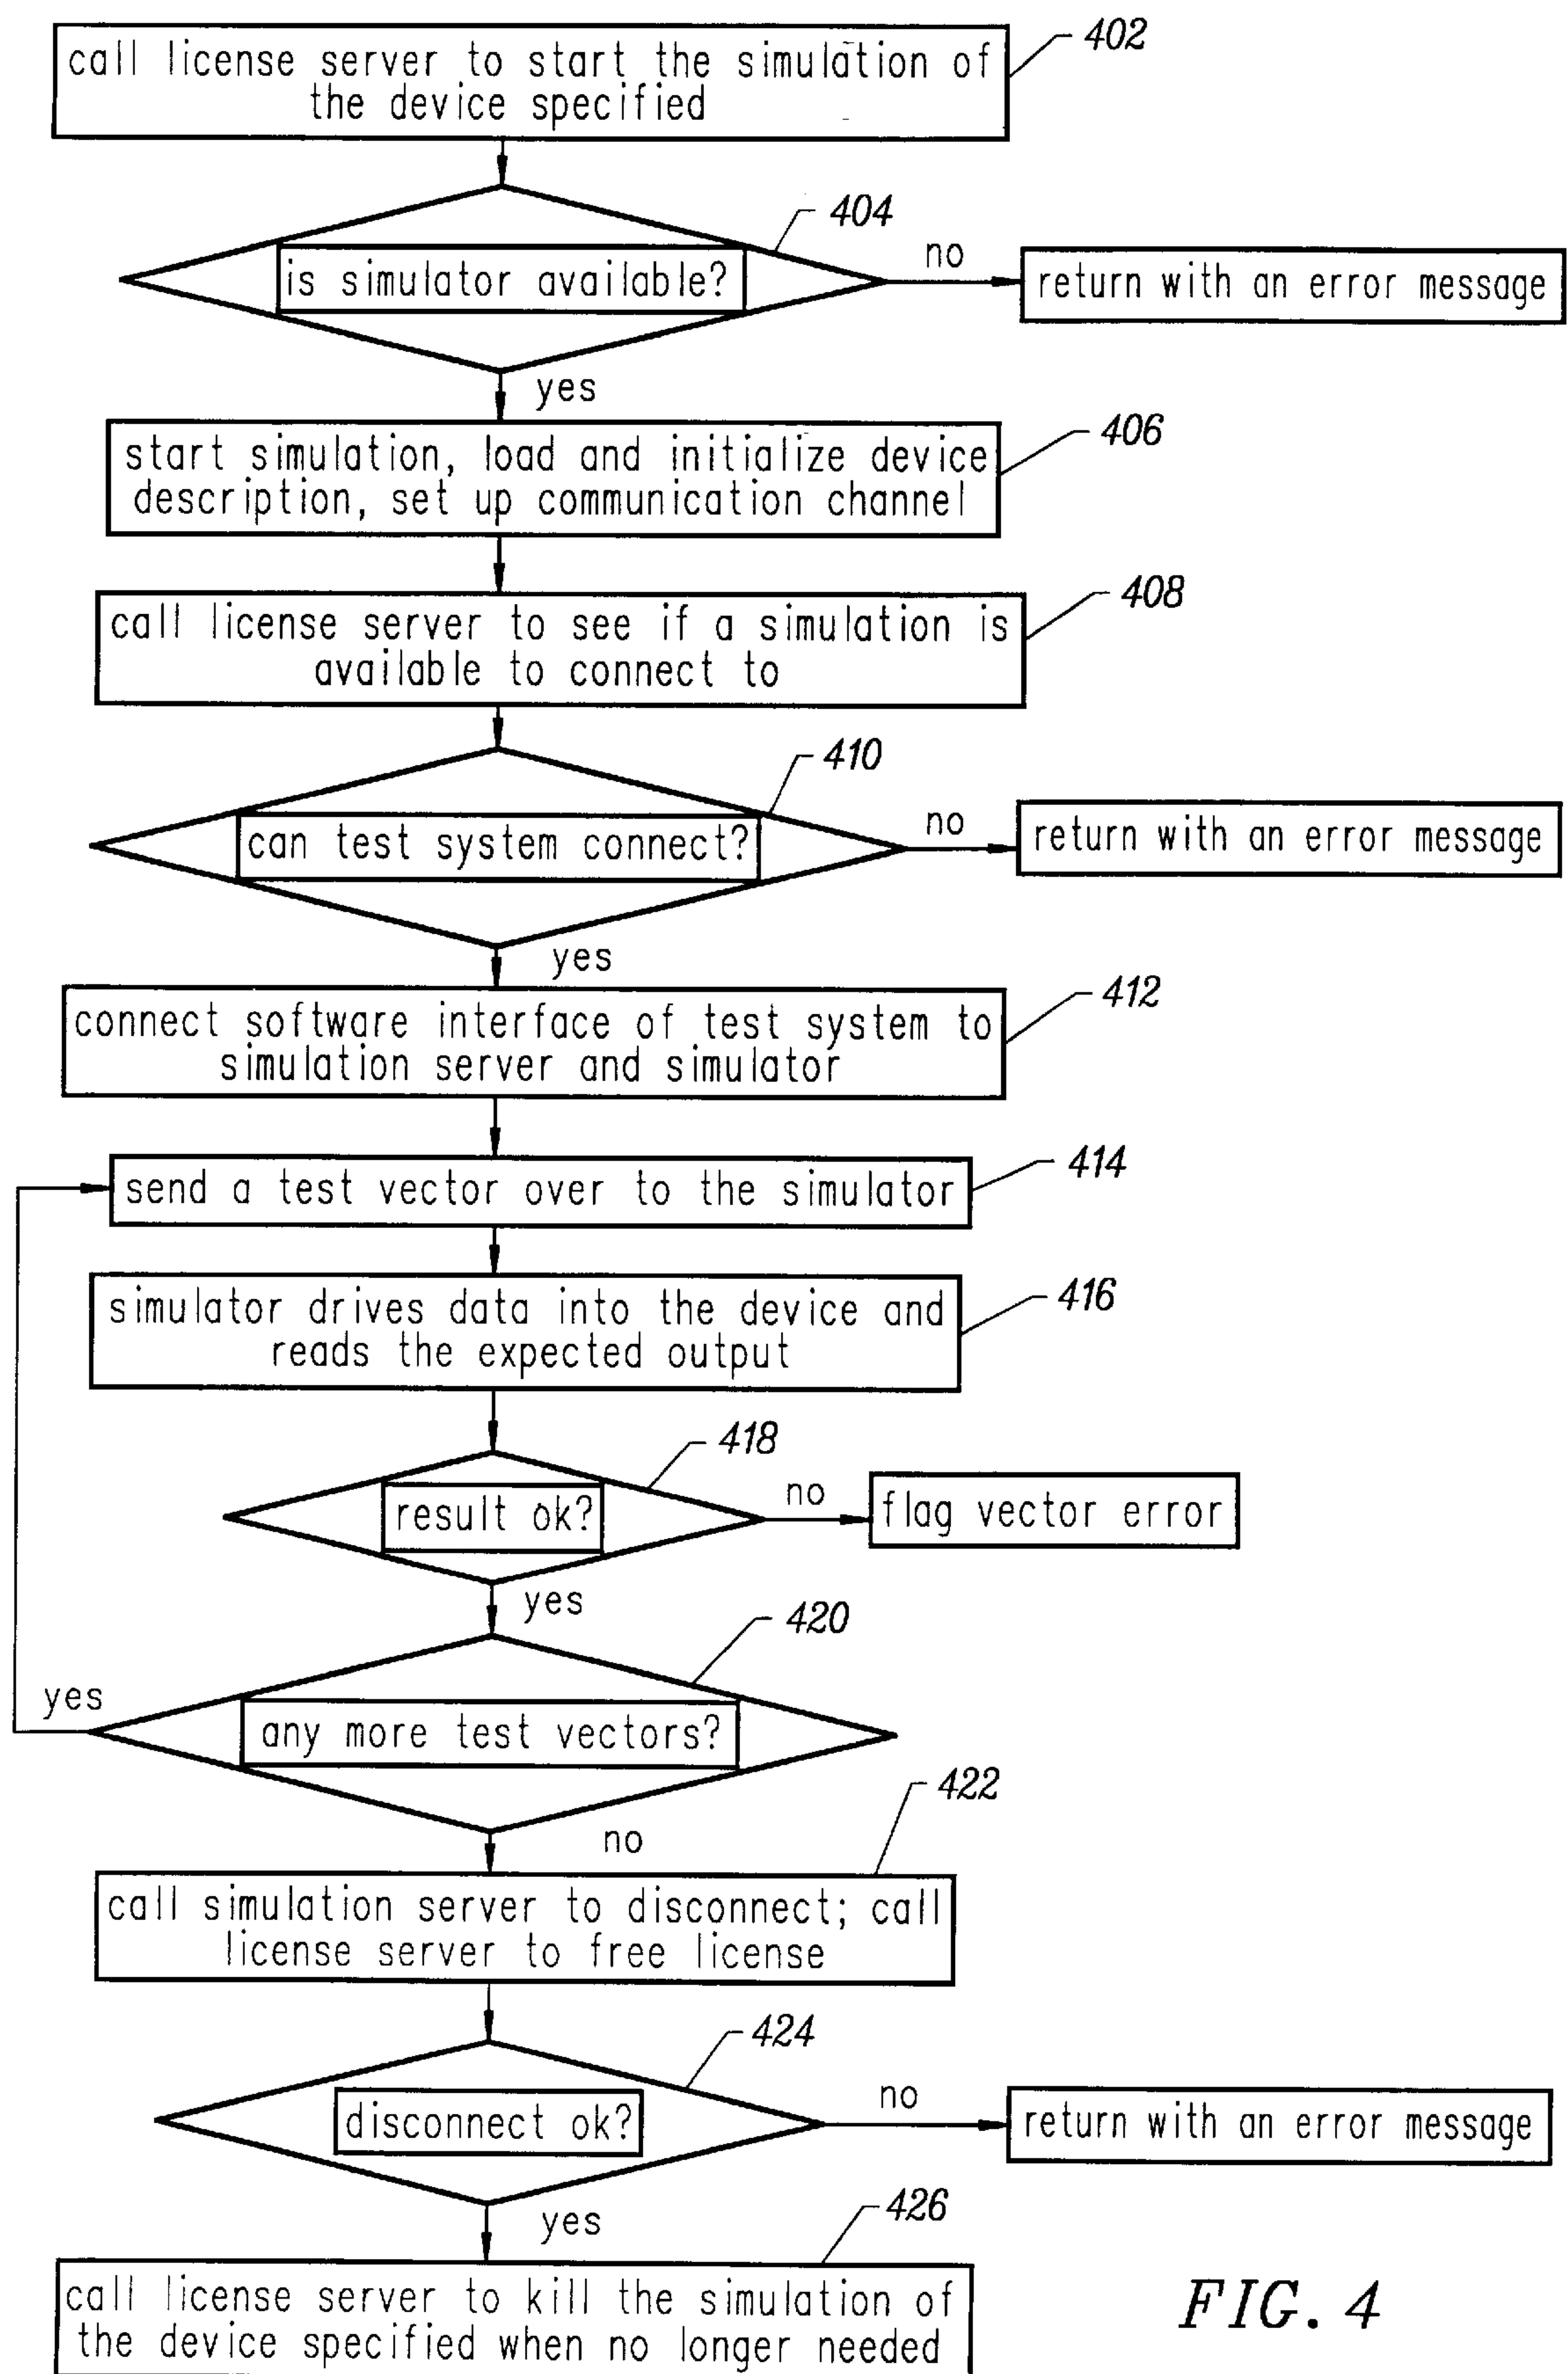 402
call license server to start the simulation of
the device specified
404
is simulator available?
no
return with an error message
yes
406
start simulation, load and initialize device
description, set up communication channel
408
call license server to see if a simulation is
available to connect to
410
can test system connect?
no
return with an error message
yes
412
connect software interface of test system to
simulation server and simulator
414
send a test vector over to the simulator
416
simulator drives data into the device and
reads the expected output
418
result ok?
no
flag vector error
yes
420
yes
any more test vectors?
422
no
call simulation server to disconnect; call
license server to free license
424
disconnect ok?
no
return with an error message
yes
426
call license server to kill the simulation of
the device specified when no longer needed
FIG. 4